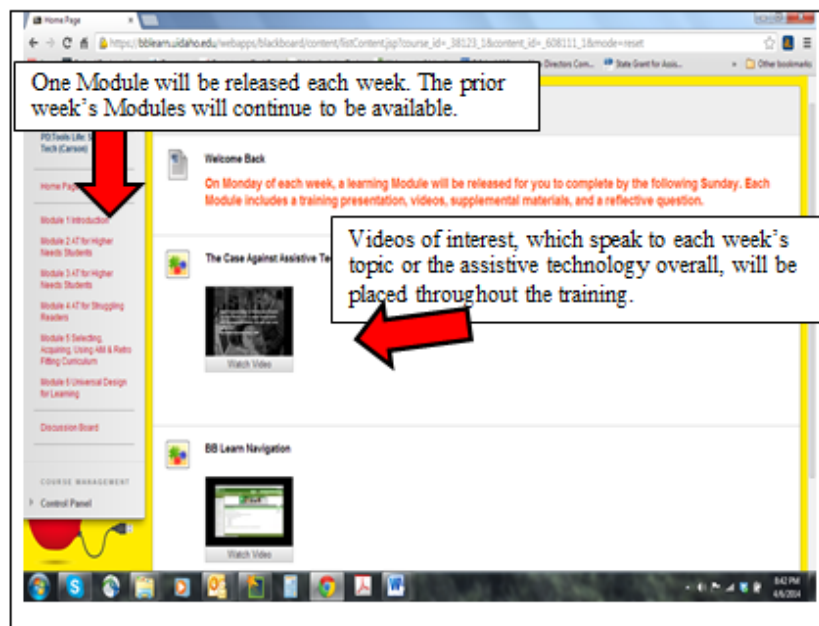 Home Page
https://bblearn.uidaho.edu/webapps/blackboard/content/listContent.jsp?course_id=_38123_1&content_id=_608111_1&mode=reset
Directors Com...
State Grant for Assis...
Other bookmarks
One Module will be released each week. The prior
week's Modules will continue to be available.
PD:Tools Life:
Tech (Carson)
Home Page
Module 1 Introduction
Module 2 AT for Higher
Needs Students
Module 3 AT for Higher
Needs Students
Module 4 AT for Struggling
Readers
Module 5 Selecting,
Acquiring, Using AIM & Retro
Fitting Curriculum
Module 6 Universal Design
for Learning
Discussion Board
COURSE MANAGEMENT
Control Panel
Welcome Back
On Monday of each week, a learning Module will be released for you to complete by the following Sunday. Each
Module includes a training presentation, videos, supplemental materials, and a reflective question.
Videos of interest, which speak to each week's
topic or the assistive technology overall, will be
placed throughout the training.
The Case Against Assistive
Watch Video
BB Learn Navigation
Watch Video
8:42 PM
4/6/2014